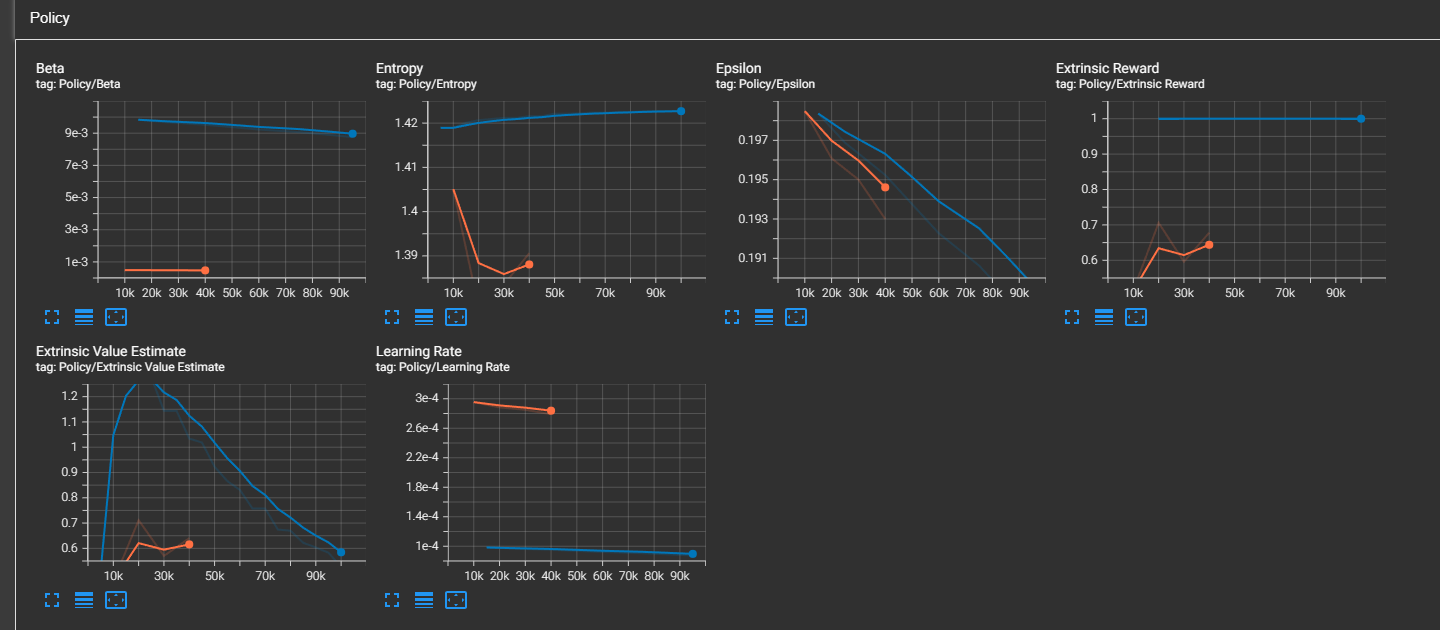 Policy
Beta
tag: Policy/Beta
9e-3
7e-3
5e-3
3e-3
1e-3
10k 20k 30k 40k 50k 60k 70k 80k 90k
Entropy
tag: Policy/Entropy
1.42
1.41
1.4
1.39
10k 30k 50k 70k 90k
Epsilon
tag: Policy/Epsilon
0.197
0.195
0.193
0.191
10k 20k 30k 40k 50k 60k 70k 80k 90k
Extrinsic Reward
tag: Policy/Extrinsic Reward
1
0.9
0.8
0.7
0.6
10k 30k 50k 70k 90k
Extrinsic Value Estimate
tag: Policy/Extrinsic Value Estimate
1.2
1.1
1
0.9
0.8
0.7
0.6
10k 30k 50k 70k 90k
Learning Rate
tag: Policy/Learning Rate
3e-4
2.6e-4
2.2e-4
1.8e-4
1.4e-4
1e-4
10k 20k 30k 40k 50k 60k 70k 80k 90k